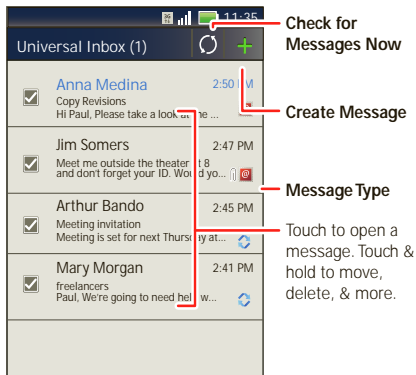 11:35
Universal Inbox (1)
Check for
Messages Now
Anna Medina
2:50 PM
Copy Revisions
Hi Paul, Please take a look at the ...
Create Message
Jim Somers
2:47 PM
Meet me outside the theater at 8
and don't forget your ID. Would yo...
@
Message Type
Arthur Bando
2:45 PM
Meeting invitation
Meeting is set for next Thursday at...
Touch to open a
message. Touch &
hold to move,
delete, & more.
Mary Morgan
2:41 PM
freelancers
Paul, We're going to need help w...